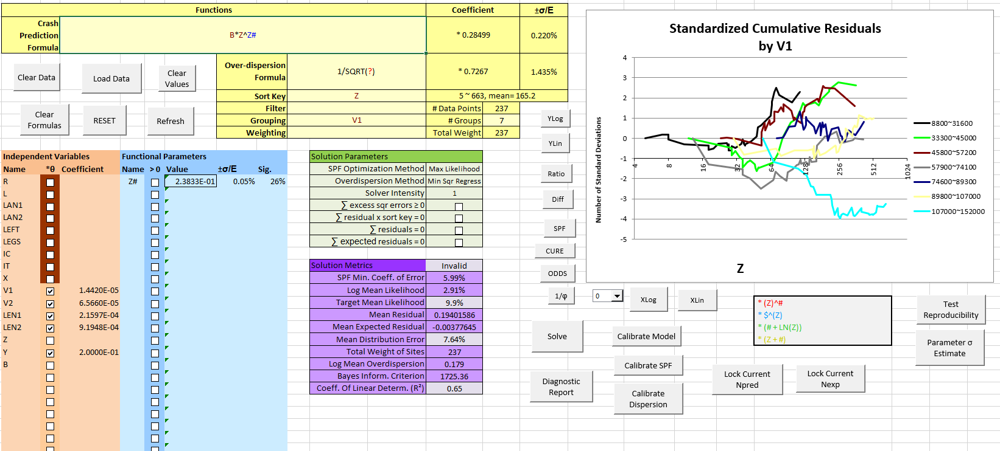 Functions
Coefficient
±σ/E
Crash
Prediction
Formula
B*Z^Z#
* 0.28499
0.220%
Over-dispersion
Formula
1/SQRT(?)
* 0.7267
1.435%
Sort Key
Z
5 ~ 663, mean= 165.2
Filter
# Data Points
237
Grouping
V1
# Groups
7
Weighting
Total Weight
237
Clear Data
Load Data
Clear
Values
Clear
Formulas
RESET
Refresh
Independent Variables
Name
*θ
Coefficient
R
L
LAN1
LAN2
LEFT
LEGS
IC
IT
X
V1
1.4420E-05
V2
6.5660E-05
LEN1
2.1597E-04
LEN2
9.1948E-04
Z
Y
2.0000E-01
B
Functional Parameters
Name
> 0
Value
±σ/E
Sig.
Z#
2.3833E-01
0.05%
26%
Solution Parameters
SPF Optimization Method
Max Likelihood
Overdispersion Method
Min Sqr Regress
Solver Intensity
1
∑ excess sqr errors ≥ 0
∑ residual x sort key = 0
∑ residuals = 0
∑ expected residuals = 0
Solution Metrics
Invalid
SPF Min. Coeff. of Error
5.99%
Log Mean Likelihood
2.91%
Target Mean Likelihood
9.9%
Mean Residual
0.19401586
Mean Expected Residual
-0.00377645
Mean Distribution Error
7.64%
Total Weight of Sites
237
Log Mean Overdispersion
0.179
Bayes Inform. Criterion
1725.36
Coeff. Of Linear Determ. (R²)
0.65
YLog
YLin
Ratio
Diff
SPF
CURE
ODDS
1/φ
0
XLog
XLin
Solve
Calibrate Model
Calibrate SPF
Calibrate
Dispersion
Diagnostic
Report
Lock Current
Npred
Lock Current
Nexp
Test
Reproducibility
Parameter σ
Estimate
* (Z)^#
* $^(Z)
* (# + LN(Z))
* (Z + #)
Standardized Cumulative Residuals
by V1
Number of Standard Deviations
4
3
2
1
0
-1
-2
-3
-4
-5
4
8
16
32
64
128
256
512
1024
Z
8800~31600
33300~45000
45800~57200
57900~74100
74600~89300
89800~107000
107000~152000